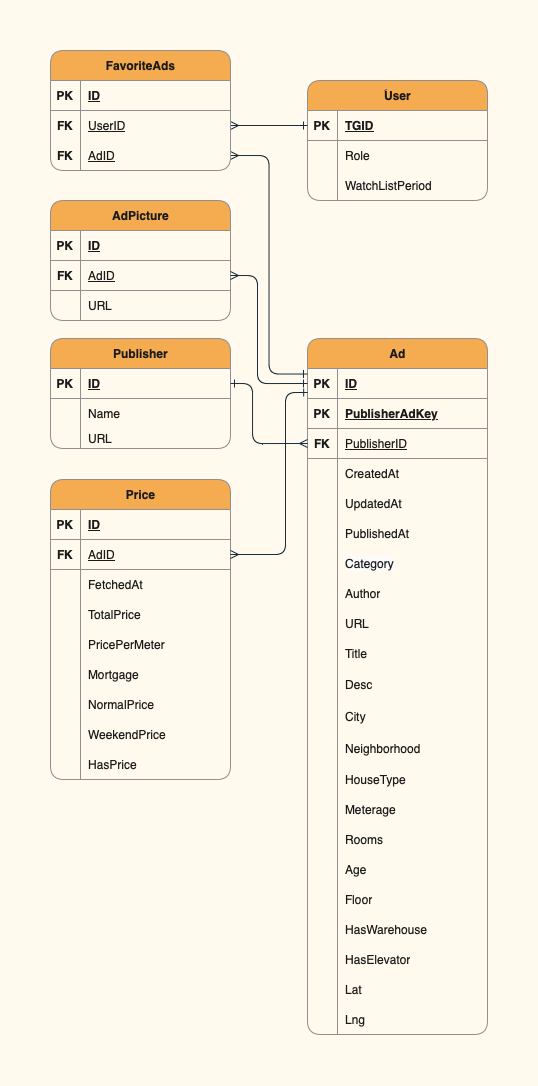 FavoriteAds
PK ID
FK UserID
FK AdID
User
PK TGID
Role
WatchListPeriod
AdPicture
PK ID
FK AdID
URL
Publisher
PK ID
Name
URL
Price
PK ID
FK AdID
FetchedAt
TotalPrice
PricePerMeter
Mortgage
NormalPrice
WeekendPrice
HasPrice
Ad
PK ID
PK PublisherAdKey
FK PublisherID
CreatedAt
UpdatedAt
PublishedAt
Category
Author
URL
Title
Desc
City
Neighborhood
HouseType
Meterage
Rooms
Age
Floor
HasWarehouse
HasElevator
Lat
Lng